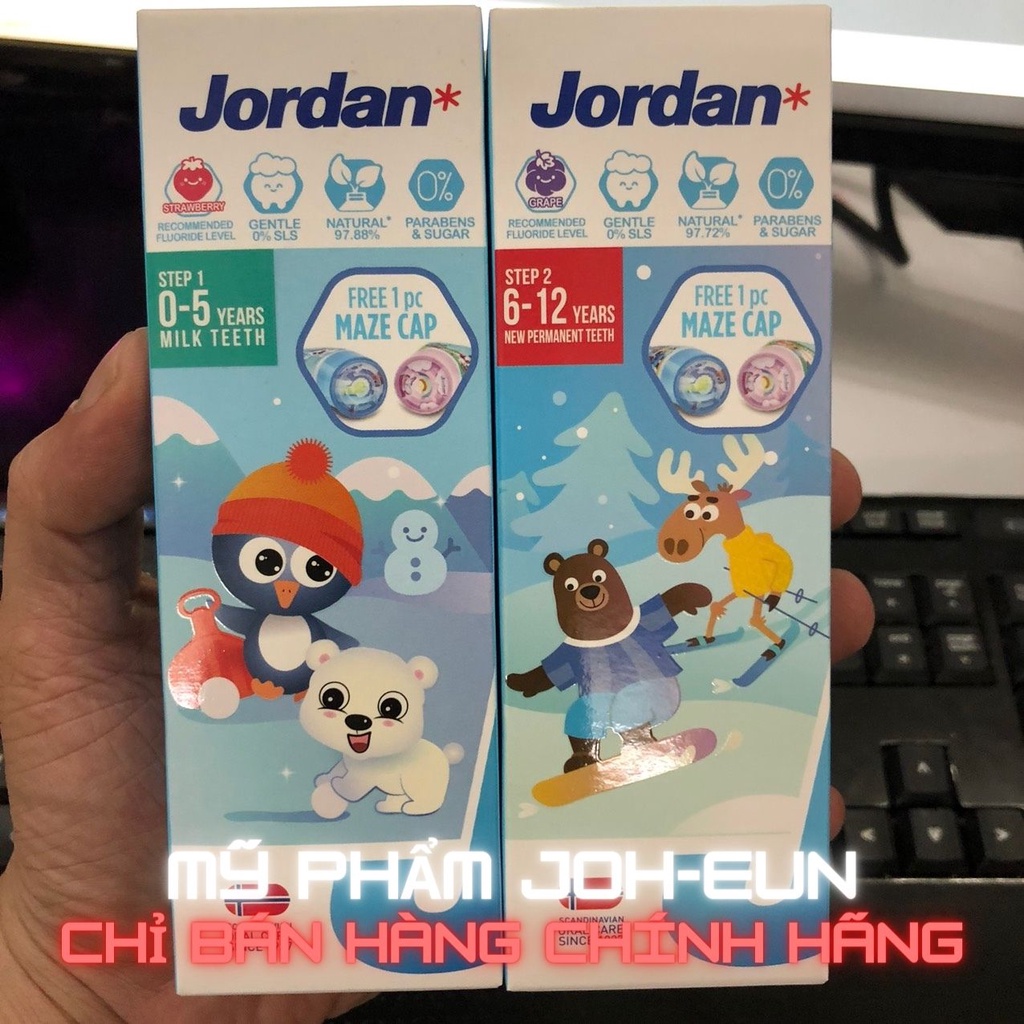 Jordan*
STRAWBERRY
RECOMMENDED
FLUORIDE LEVEL
GENTLE
0% SLS
NATURAL*
97.88%
0%
PARABENS
& SUGAR
STEP 1
0-5 YEARS
MILK TEETH
FREE 1 pc
MAZE CAP
Jordan*
GRAPE
RECOMMENDED
FLUORIDE LEVEL
GENTLE
0% SLS
NATURAL*
97.72%
0%
PARABENS
& SUGAR
STEP 2
6-12 YEARS
NEW PERMANENT TEETH
FREE 1 pc
MAZE CAP
MỸ PHẨM JOH-EUN
CHỈ BÁN HÀNG CHÍNH HÃNG
SCANDINAVIAN
ORAL CARE
SINCE